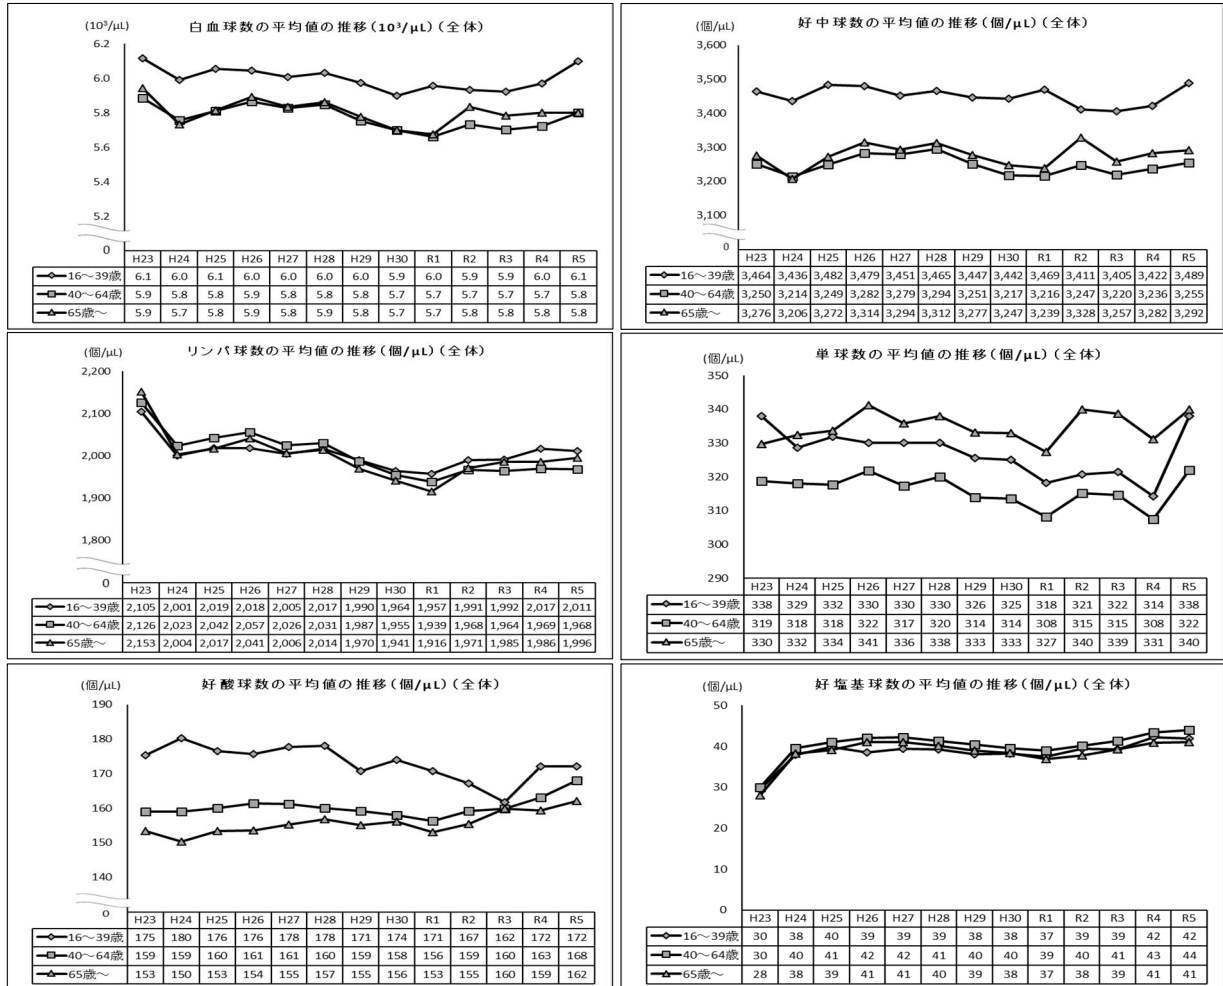 (10³/μL) 白血球数の平均値の推移(10³/μL)(全体)
6.2
6.0
5.8
5.6
5.4
5.2
0
H23 H24 H25 H26 H27 H28 H29 H30 R1 R2 R3 R4 R5
16～39歳 6.1 6.0 6.1 6.0 6.0 6.0 6.0 5.9 6.0 5.9 5.9 6.0 6.1
40～64歳 5.9 5.8 5.8 5.9 5.8 5.8 5.8 5.7 5.7 5.7 5.7 5.7 5.8
65歳～ 5.9 5.7 5.8 5.9 5.8 5.9 5.8 5.7 5.7 5.8 5.8 5.8 5.8
(個/μL) 好中球数の平均値の推移(個/μL)(全体)
3,600
3,500
3,400
3,300
3,200
3,100
0
H23 H24 H25 H26 H27 H28 H29 H30 R1 R2 R3 R4 R5
16～39歳 3,464 3,436 3,482 3,479 3,451 3,465 3,447 3,442 3,469 3,411 3,405 3,422 3,489
40～64歳 3,250 3,214 3,249 3,282 3,279 3,294 3,251 3,217 3,216 3,247 3,220 3,236 3,255
65歳～ 3,276 3,206 3,272 3,314 3,294 3,312 3,277 3,247 3,239 3,328 3,257 3,282 3,292
(個/μL) リンパ球数の平均値の推移(個/μL)(全体)
2,200
2,100
2,000
1,900
1,800
0
H23 H24 H25 H26 H27 H28 H29 H30 R1 R2 R3 R4 R5
16～39歳 2,105 2,001 2,019 2,018 2,005 2,017 1,990 1,964 1,957 1,991 1,992 2,017 2,011
40～64歳 2,126 2,023 2,042 2,057 2,026 2,031 1,987 1,955 1,939 1,968 1,964 1,969 1,968
65歳～ 2,153 2,004 2,017 2,041 2,006 2,014 1,970 1,941 1,916 1,971 1,985 1,986 1,996
(個/μL) 単球数の平均値の推移(個/μL)(全体)
350
340
330
320
310
300
290
H23 H24 H25 H26 H27 H28 H29 H30 R1 R2 R3 R4 R5
16～39歳 338 329 332 330 330 330 326 325 318 321 322 314 338
40～64歳 319 318 318 322 317 320 314 314 308 315 315 308 322
65歳～ 330 332 334 341 336 338 333 333 327 340 339 331 340
(個/μL) 好酸球数の平均値の推移(個/μL)(全体)
190
180
170
160
150
140
0
H23 H24 H25 H26 H27 H28 H29 H30 R1 R2 R3 R4 R5
16～39歳 175 180 176 176 178 178 171 174 171 167 162 172 172
40～64歳 159 159 160 161 161 160 159 158 156 159 160 163 168
65歳～ 153 150 153 154 155 157 155 156 153 155 160 159 162
(個/μL) 好塩基球数の平均値の推移(個/μL)(全体)
50
40
30
20
10
0
H23 H24 H25 H26 H27 H28 H29 H30 R1 R2 R3 R4 R5
16～39歳 30 38 40 39 39 39 38 38 37 39 39 42 42
40～64歳 30 40 41 42 42 41 40 40 39 40 41 43 44
65歳～ 28 38 39 41 41 40 39 38 37 38 39 41 41